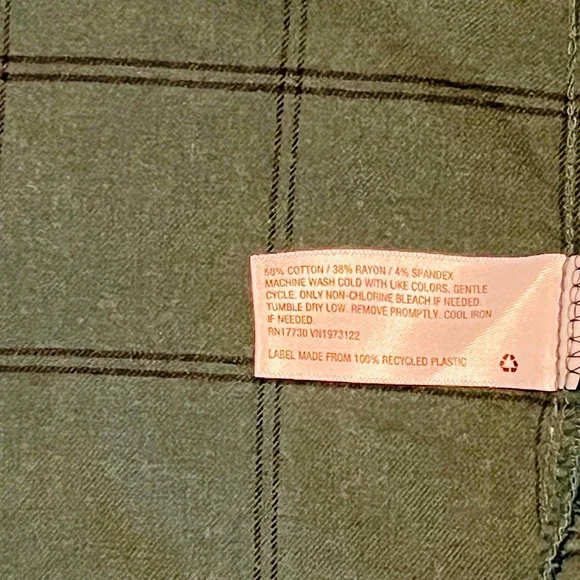 58% COTTON / 38% RAYON / 4% SPANDEX
MACHINE WASH COLD WITH LIKE COLORS. GENTLE
CYCLE. ONLY NON-CHLORINE BLEACH IF NEEDED.
TUMBLE DRY LOW. REMOVE PROMPTLY. COOL IRON
IF NEEDED.
RN17730 VN1973122
LABEL MADE FROM 100% RECYCLED PLASTIC